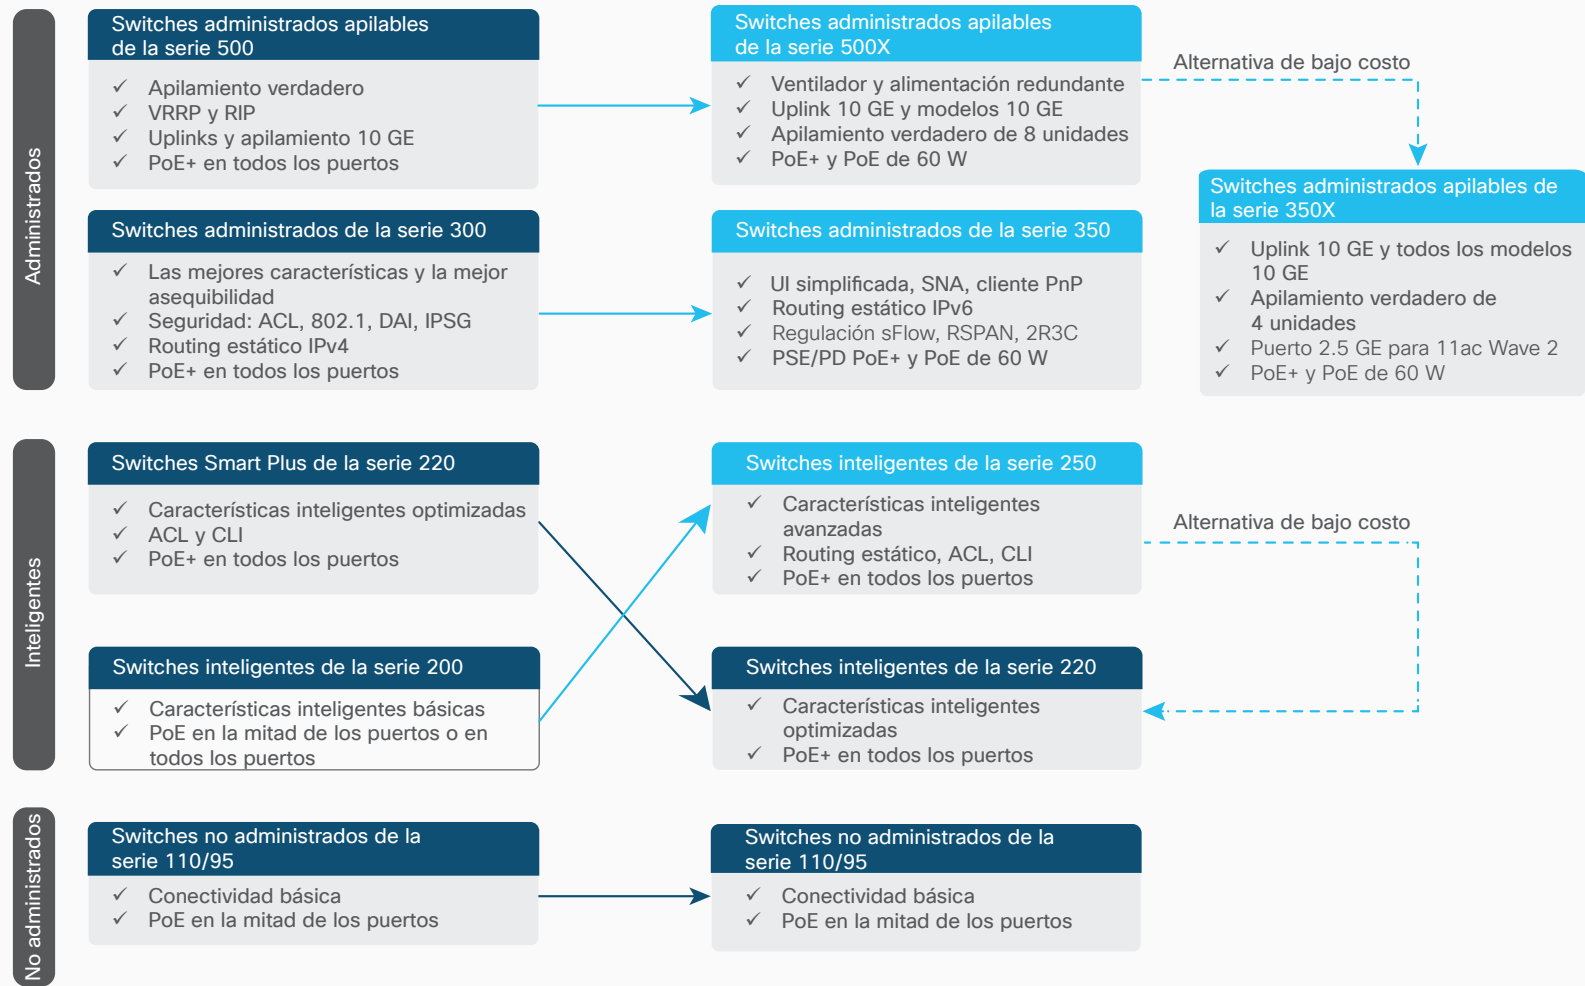 Administrados
Switches administrados apilables
de la serie 500
✓ Apilamiento verdadero
✓ VRRP y RIP
✓ Uplinks y apilamiento 10 GE
✓ PoE+ en todos los puertos
Switches administrados apilables
de la serie 500X
✓ Ventilador y alimentación redundante
✓ Uplink 10 GE y modelos 10 GE
✓ Apilamiento verdadero de 8 unidades
✓ PoE+ y PoE de 60 W
Alternativa de bajo costo
Switches administrados apilables de
la serie 350X
✓ Uplink 10 GE y todos los modelos
10 GE
✓ Apilamiento verdadero de
4 unidades
✓ Puerto 2.5 GE para 11ac Wave 2
✓ PoE+ y PoE de 60 W
Switches administrados de la serie 300
✓ Las mejores características y la mejor
asequibilidad
✓ Seguridad: ACL, 802.1, DAI, IPSG
✓ Routing estático IPv4
✓ PoE+ en todos los puertos
Switches administrados de la serie 350
✓ UI simplificada, SNA, cliente PnP
✓ Routing estático IPv6
✓ Regulación sFlow, RSPAN, 2R3C
✓ PSE/PD PoE+ y PoE de 60 W
Inteligentes
Switches Smart Plus de la serie 220
✓ Características inteligentes optimizadas
✓ ACL y CLI
✓ PoE+ en todos los puertos
Switches inteligentes de la serie 250
✓ Características inteligentes
avanzadas
✓ Routing estático, ACL, CLI
✓ PoE+ en todos los puertos
Alternativa de bajo costo
Switches inteligentes de la serie 200
✓ Características inteligentes básicas
✓ PoE en la mitad de los puertos o en
todos los puertos
Switches inteligentes de la serie 220
✓ Características inteligentes
optimizadas
✓ PoE+ en todos los puertos
No administrados
Switches no administrados de la
serie 110/95
✓ Conectividad básica
✓ PoE en la mitad de los puertos
Switches no administrados de la
serie 110/95
✓ Conectividad básica
✓ PoE en la mitad de los puertos